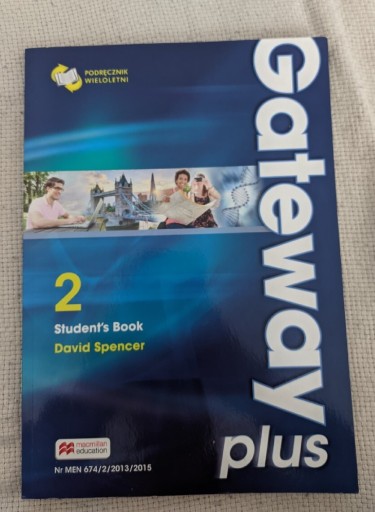 PODRĘCZNIK
WIELOLETNI
Gateway
plus
2
Student's Book
David Spencer
macmillan
education
Nr MEN 674/2/2013/2015